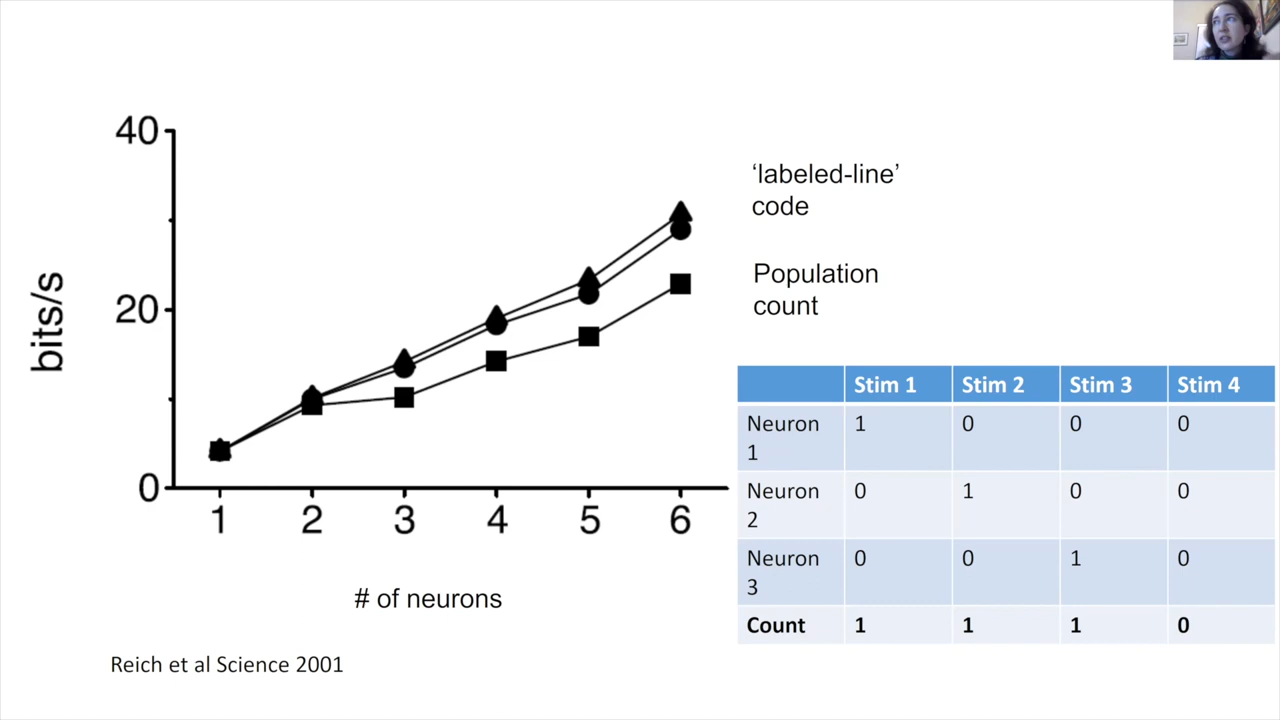 40
20
0
bits/s
1 2 3 4 5 6
# of neurons
Reich et al Science 2001
‘labeled-line’
code
Population
count
Stim 1 Stim 2 Stim 3 Stim 4
Neuron 1 1 0 0 0
Neuron 2 0 1 0 0
Neuron 3 0 0 1 0
Count 1 1 1 0